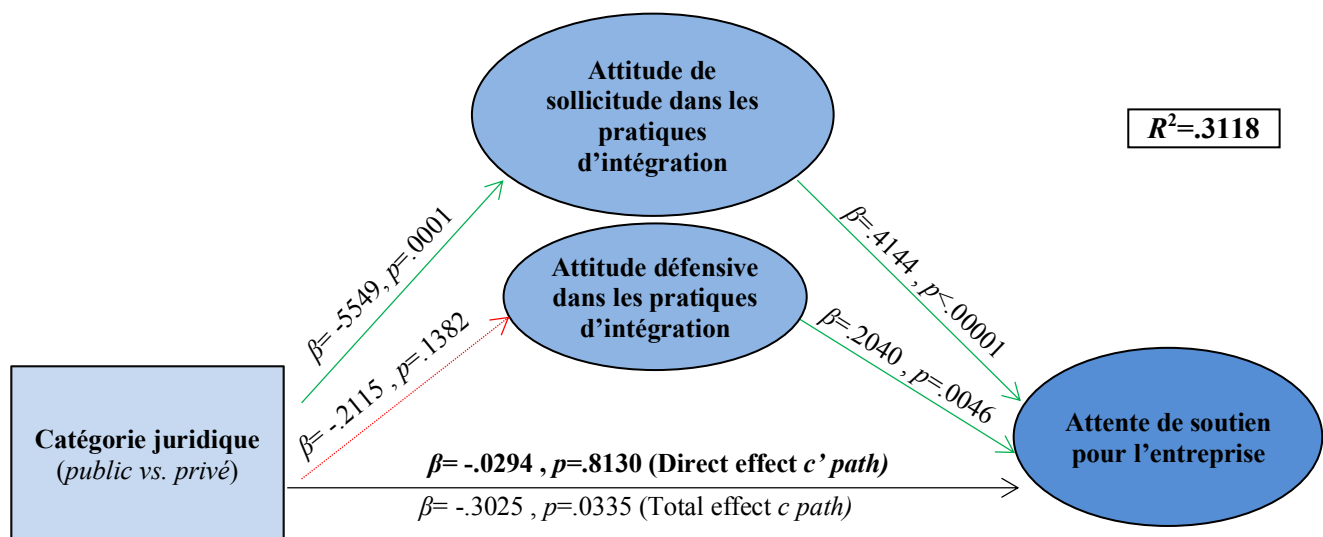 Attitude de
sollicitude dans les
pratiques
d’intégration
R²=.3118
β= -5549 , p=.0001
β=.4144, p<.00001
Attitude défensive
dans les pratiques
d’intégration
β= -.2115 , p=.1382
β=.2040 , p=.0046
Catégorie juridique
(public vs. privé)
Attente de soutien
pour l’entreprise
β= -.0294 , p=.8130 (Direct effect c’ path)
β= -.3025 , p=.0335 (Total effect c path)